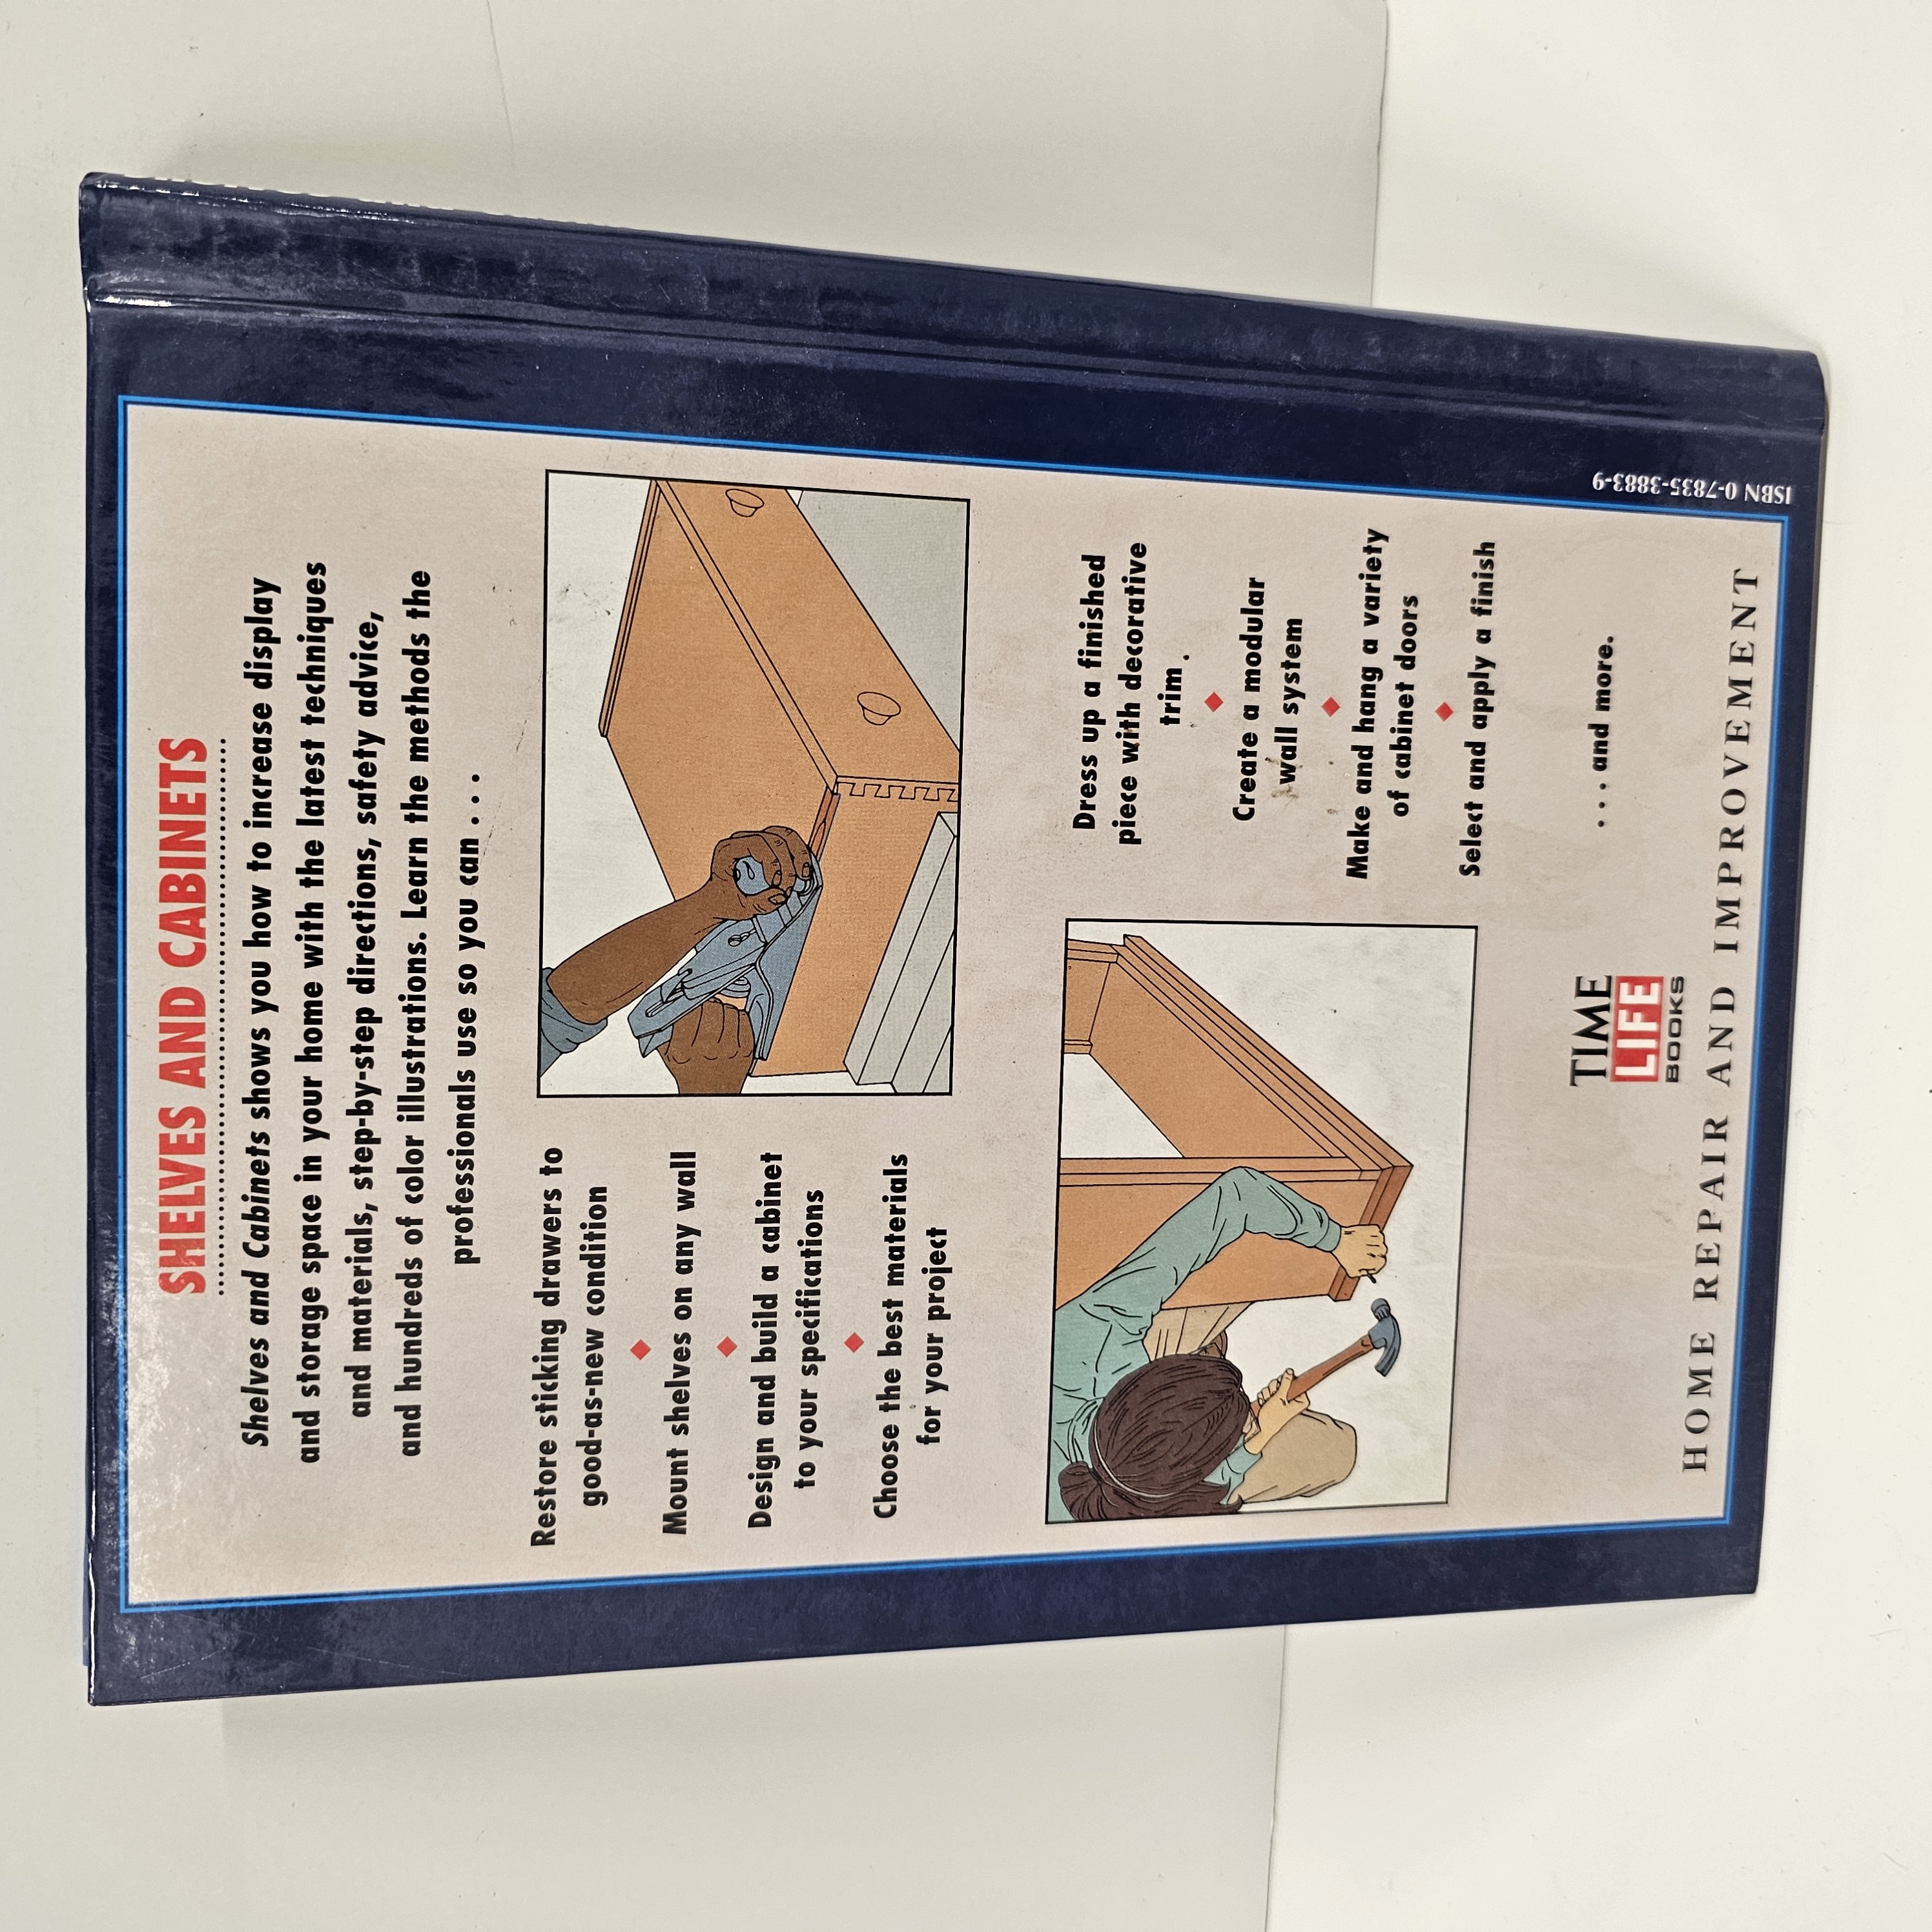 SHELVES AND CABINETS
Shelves and Cabinets shows you how to increase display
and storage space in your home with the latest techniques
and materials, step-by-step directions, safety advice,
and hundreds of color illustrations. Learn the methods the
professionals use so you can . . .
Restore sticking drawers to
good-as-new condition
Mount shelves on any wall
Design and build a cabinet
to your specifications
Choose the best materials
for your project
Dress up a finished
piece with decorative
trim
Create a modular
wall system
Make and hang a variety
of cabinet doors
Select and apply a finish
. . . and more.
TIME
LIFE
BOOKS
HOME REPAIR AND IMPROVEMENT
ISBN 0-7835-3883-9